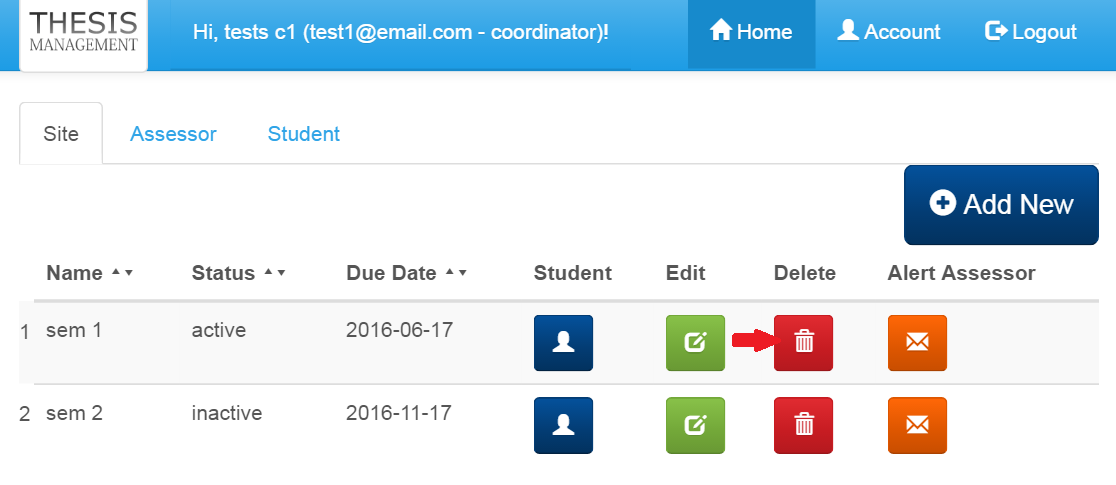 THESIS
MANAGEMENT
Hi, tests c1 (test1@email.com - coordinator)!
Home
Account
Logout
Site
Assessor
Student
Add New
Name
Status
Due Date
Student
Edit
Delete
Alert Assessor
1
sem 1
active
2016-06-17
2
sem 2
inactive
2016-11-17